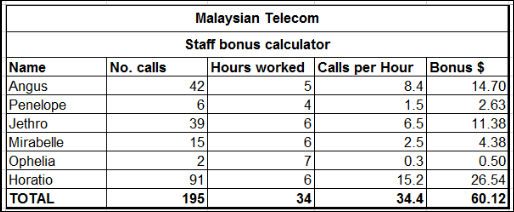 Malaysian Telecom
Staff bonus calculator
Name No. calls Hours worked Calls per Hour Bonus $
Angus 42 5 8.4 14.70
Penelope 6 4 1.5 2.63
Jethro 39 6 6.5 11.38
Mirabelle 15 6 2.5 4.38
Ophelia 2 7 0.3 0.50
Horatio 91 6 15.2 26.54
TOTAL 195 34 34.4 60.12